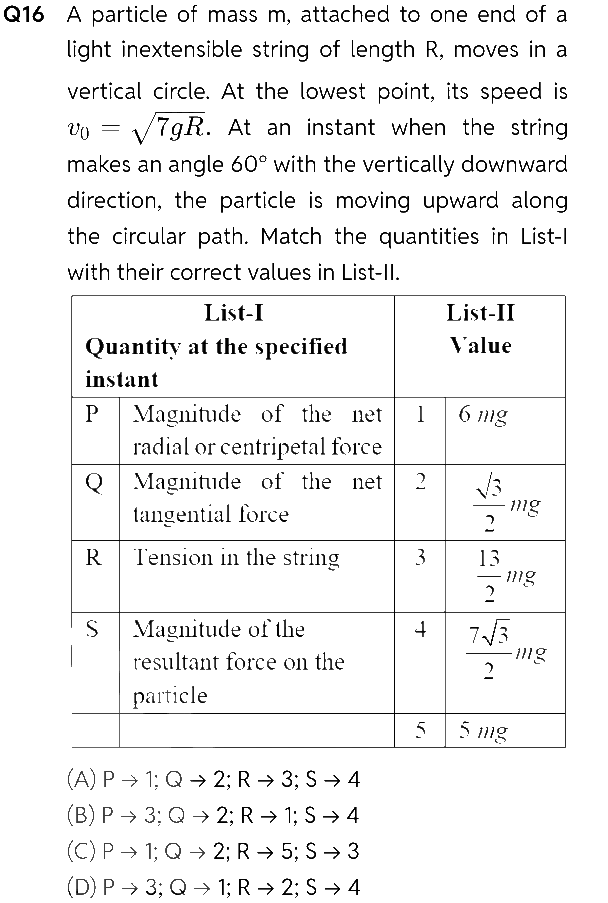 Q16 A particle of mass m, attached to one end of a
light inextensible string of length R, moves in a
vertical circle. At the lowest point, its speed is
v₀ = √(7gR). At an instant when the string
makes an angle 60° with the vertically downward
direction, the particle is moving upward along
the circular path. Match the quantities in List-I
with their correct values in List-II.
List-I List-II
Quantity at the specified Value
instant
P Magnitude of the net 1 6 mg
radial or centripetal force
Q Magnitude of the net 2 √3/2 mg
tangential force
R Tension in the string 3 13/2 mg
S Magnitude of the 4 7√3/2 mg
resultant force on the
particle
5 5 mg
(A) P → 1; Q → 2; R → 3; S → 4
(B) P → 3; Q → 2; R → 1; S → 4
(C) P → 1; Q → 2; R → 5; S → 3
(D) P → 3; Q → 1; R → 2; S → 4